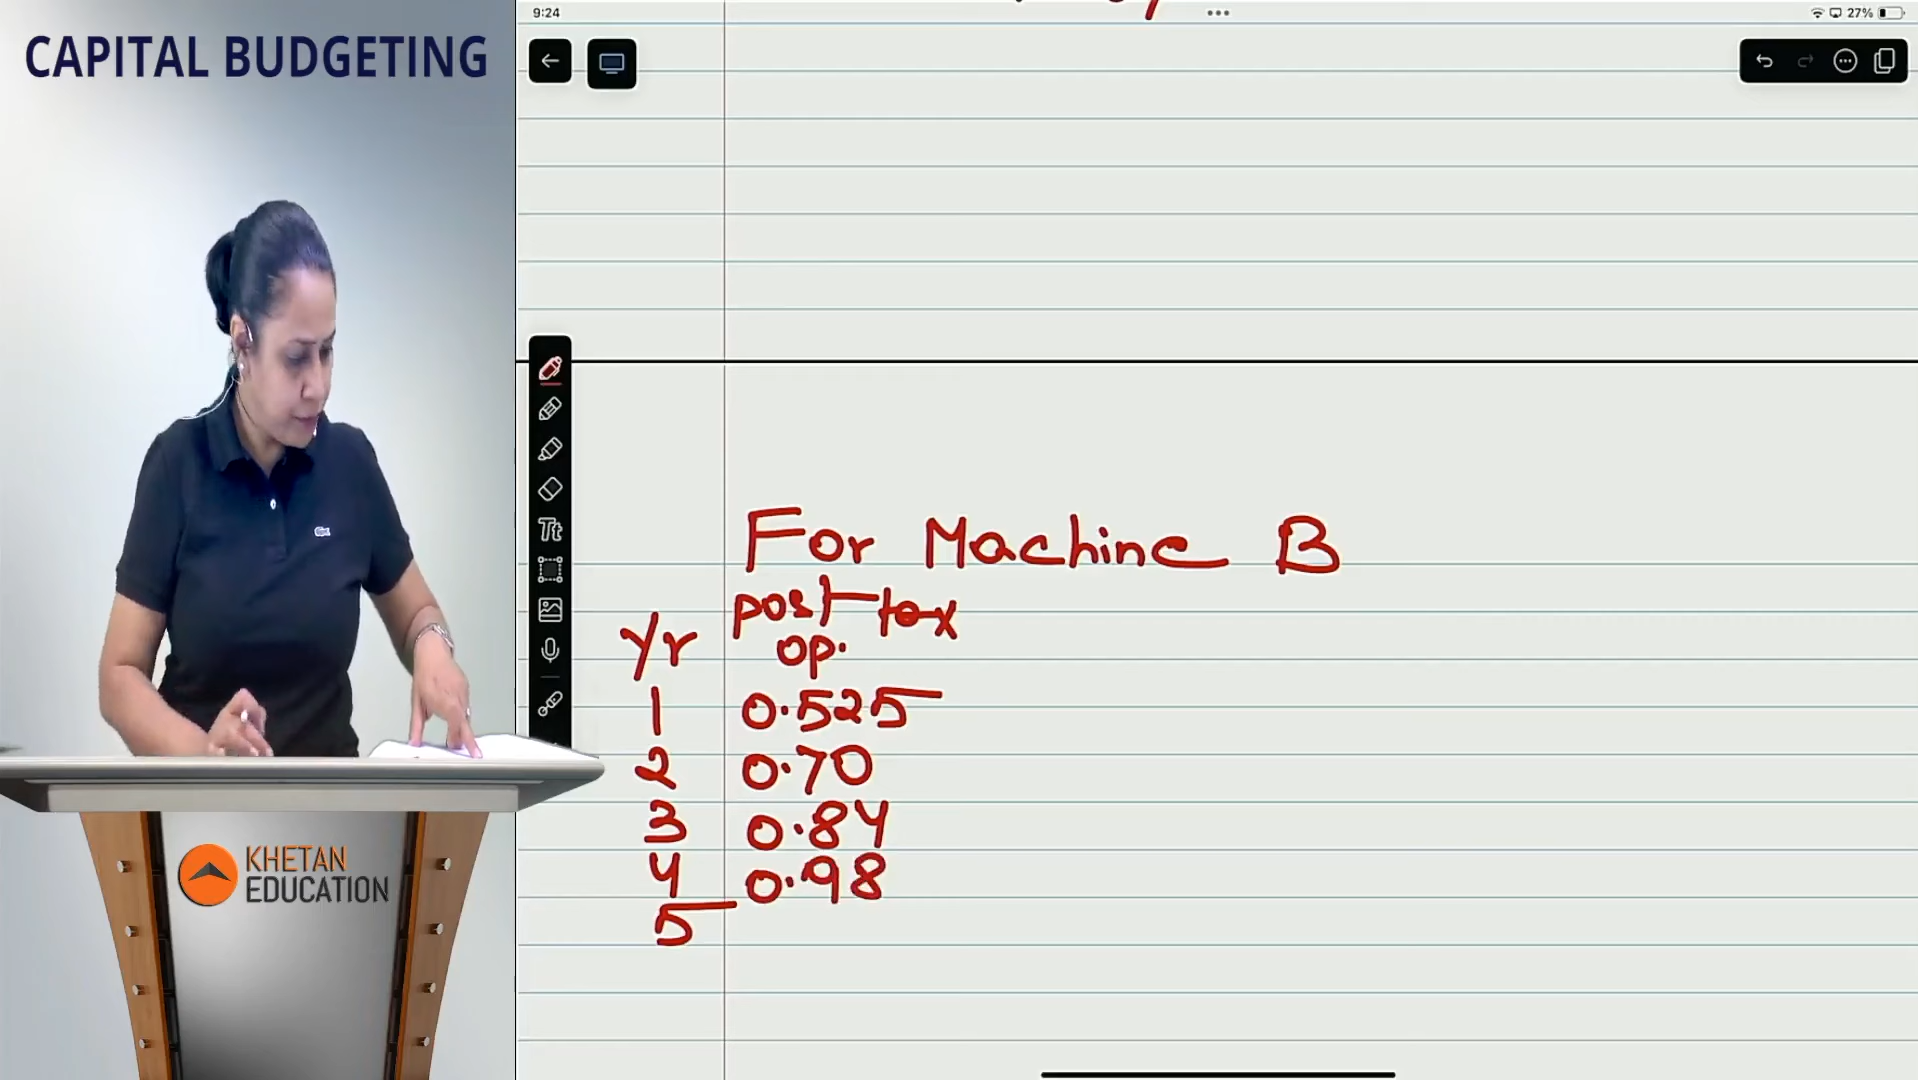 CAPITAL BUDGETING
9:24
27%
Tt
For Machine B
Yr
post-tax
op.
1 0.525
2 0.70
3 0.84
4 0.98
5
KHETAN
EDUCATION